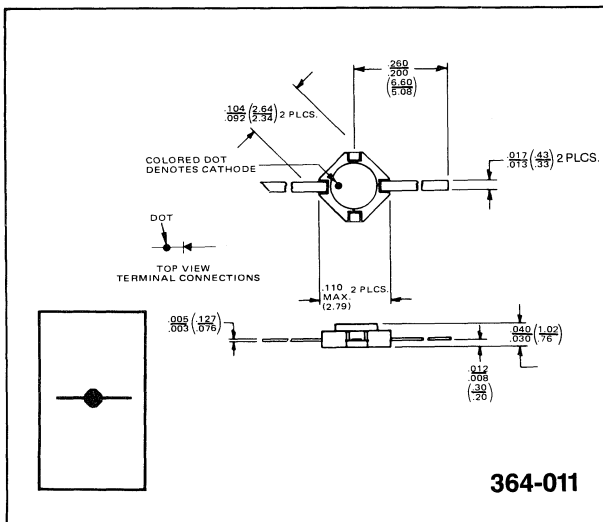 .260
.200
(6.60
5.08)
.104
.092 (2.64
2.34) 2 PLCS.
COLORED DOT
DENOTES CATHODE
.017
.013 (.43
.33) 2 PLCS.
DOT
TOP VIEW
TERMINAL CONNECTIONS
.110
MAX.
(2.79) 2 PLCS.
.005
.003 (.127
.076)
.040
.030 (1.02
.76)
.012
.008
(.30
.20)
364-011